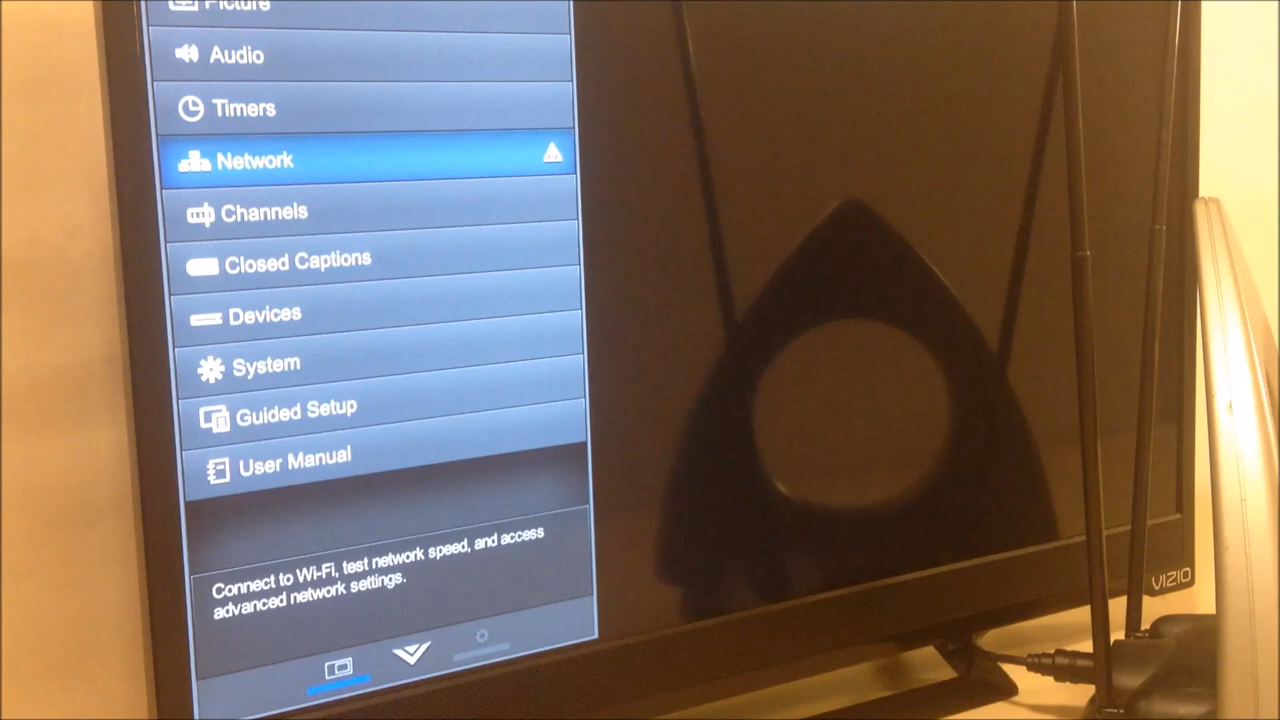 Picture
Audio
Timers
Network
Channels
Closed Captions
Devices
System
Guided Setup
User Manual
Connect to Wi-Fi, test network speed, and access
advanced network settings.
VIZIO